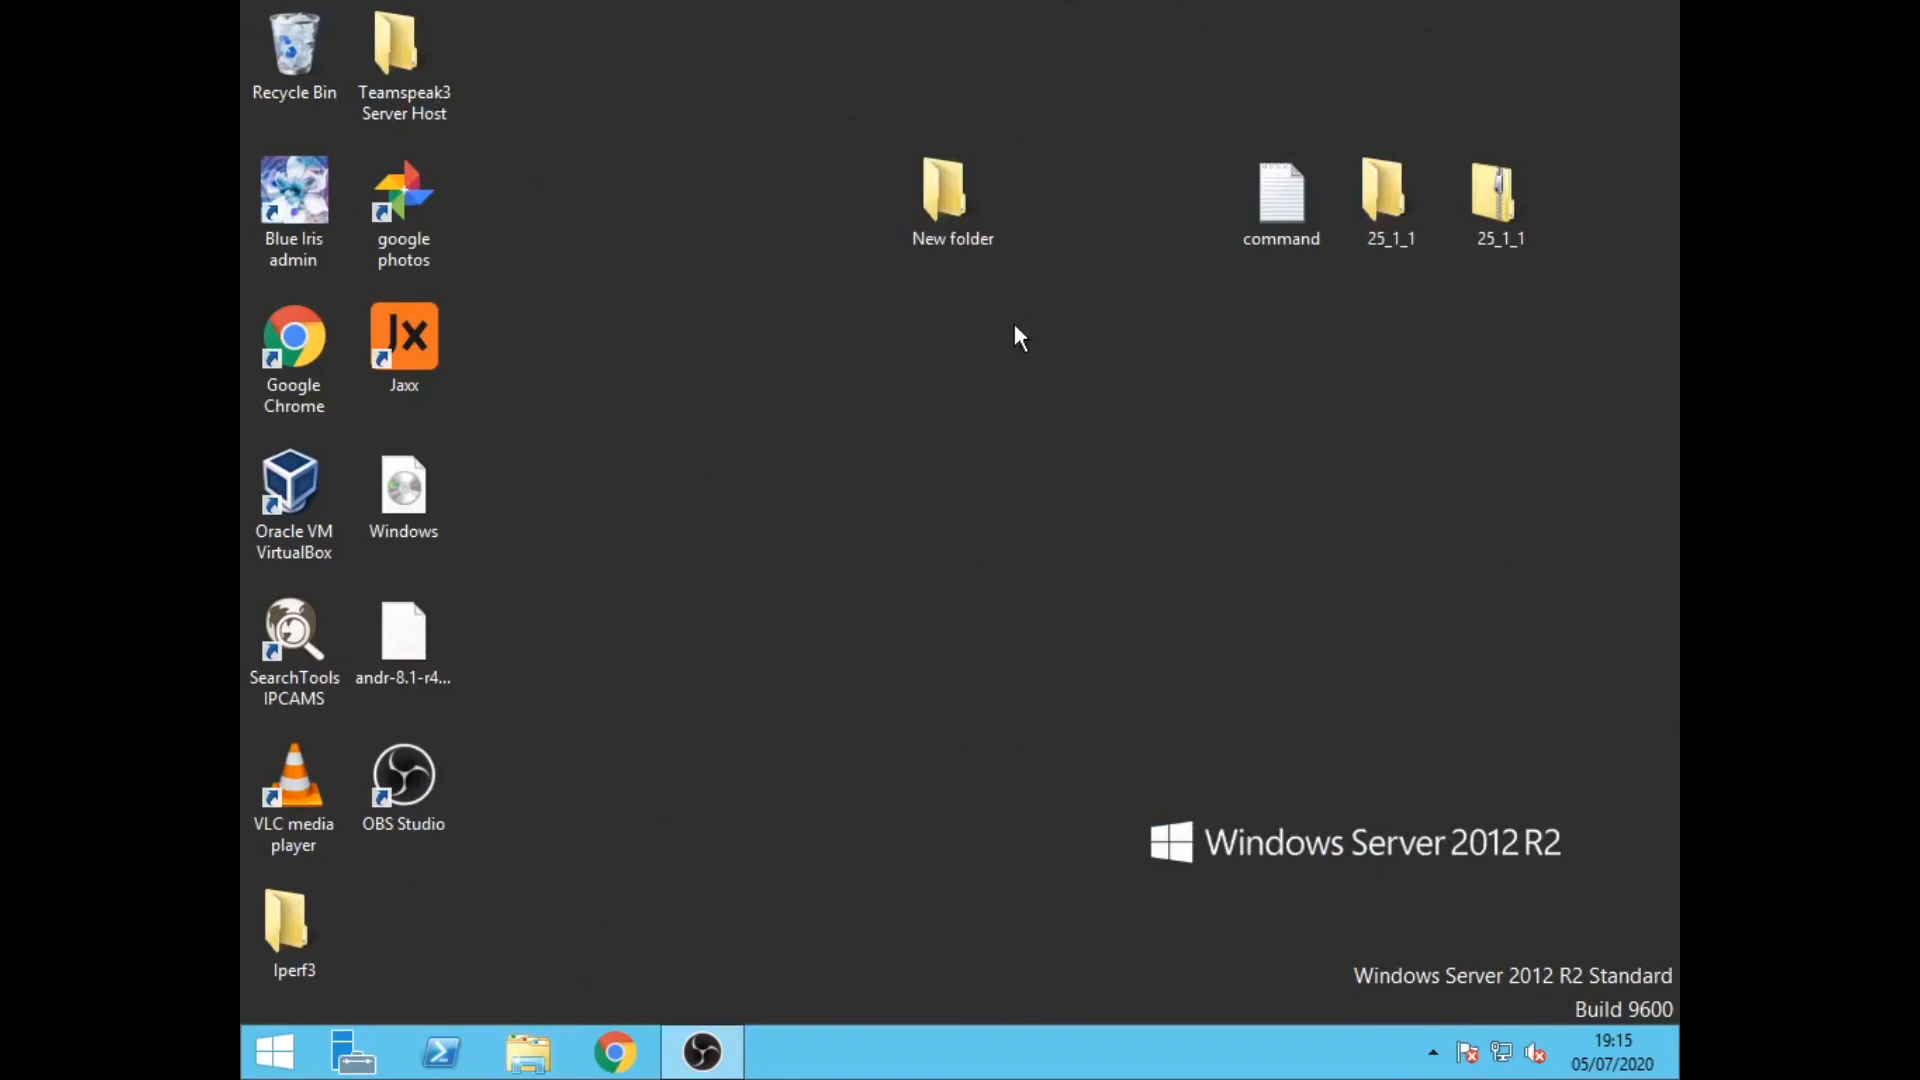 Recycle Bin
Teamspeak3
Server Host
Blue Iris
admin
google
photos
New folder
command
25_1_1
25_1_1
Google
Chrome
Jx
Jaxx
Oracle VM
VirtualBox
Windows
SearchTools
IPCAMS
andr-8.1-r4...
VLC media
player
OBS Studio
Windows Server 2012 R2
Iperf3
Windows Server 2012 R2 Standard
Build 9600
19:15
05/07/2020